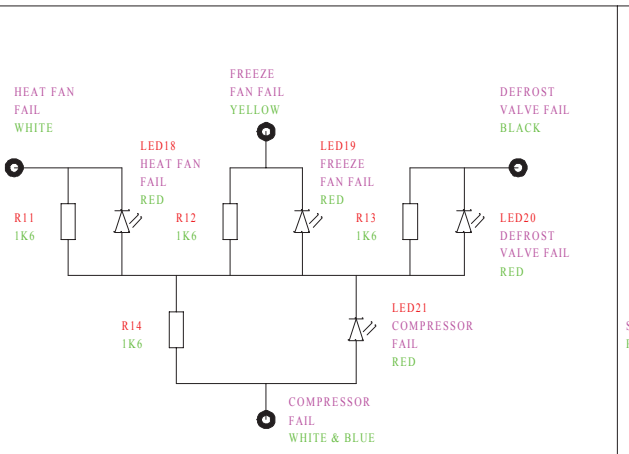 FREEZE
FAN FAIL
YELLOW
HEAT FAN
FAIL
WHITE
DEFROST
VALVE FAIL
BLACK
LED18
HEAT FAN
FAIL
RED
LED19
FREEZE
FAN FAIL
RED
R11
1K6
R12
1K6
R13
1K6
LED20
DEFROST
VALVE FAIL
RED
R14
1K6
LED21
COMPRESSOR
FAIL
RED
COMPRESSOR
FAIL
WHITE & BLUE